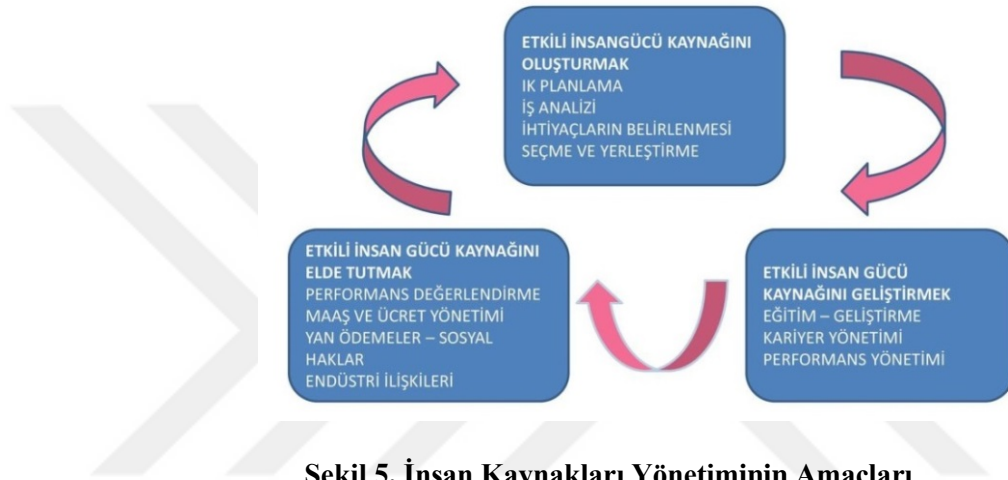 ETKİLİ İNSANGÜCÜ KAYNAĞINI
OLUŞTURMAK
IK PLANLAMA
İŞ ANALİZİ
İHTİYAÇLARIN BELİRLENMESİ
SEÇME VE YERLEŞTİRME
ETKİLİ İNSAN GÜCÜ
KAYNAĞINI GELİŞTİRMEK
EĞİTİM – GELİŞTİRME
KARİYER YÖNETİMİ
PERFORMANS YÖNETİMİ
ETKİLİ İNSAN GÜCÜ KAYNAĞINI
ELDE TUTMAK
PERFORMANS DEĞERLENDİRME
MAAŞ VE ÜCRET YÖNETİMİ
YAN ÖDEMELER – SOSYAL
HAKLAR
ENDÜSTRİ İLİŞKİLERİ
Şekil 5. İnsan Kaynakları Yönetiminin Amaçları